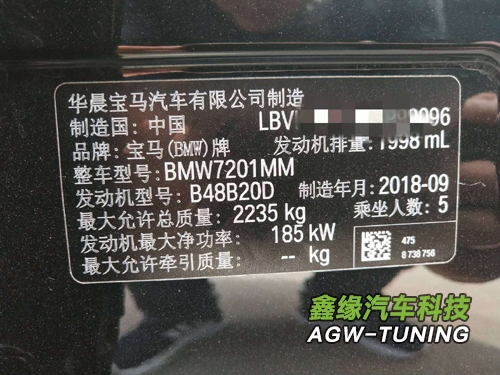 华晨宝马汽车有限公司制造
制造国：中国 LBV 0096
品牌：宝马(BMW)牌 发动机排量：1998 mL
整车型号：BMW7201MM
发动机型号：B48B20D 制造年月：2018-09
最大允许总质量：2235 kg 乘坐人数：5
发动机最大净功率：185 kW
最大允许牵引质量： -- kg
475
8 738 756
鑫缘汽车科技
AGW-TUNING